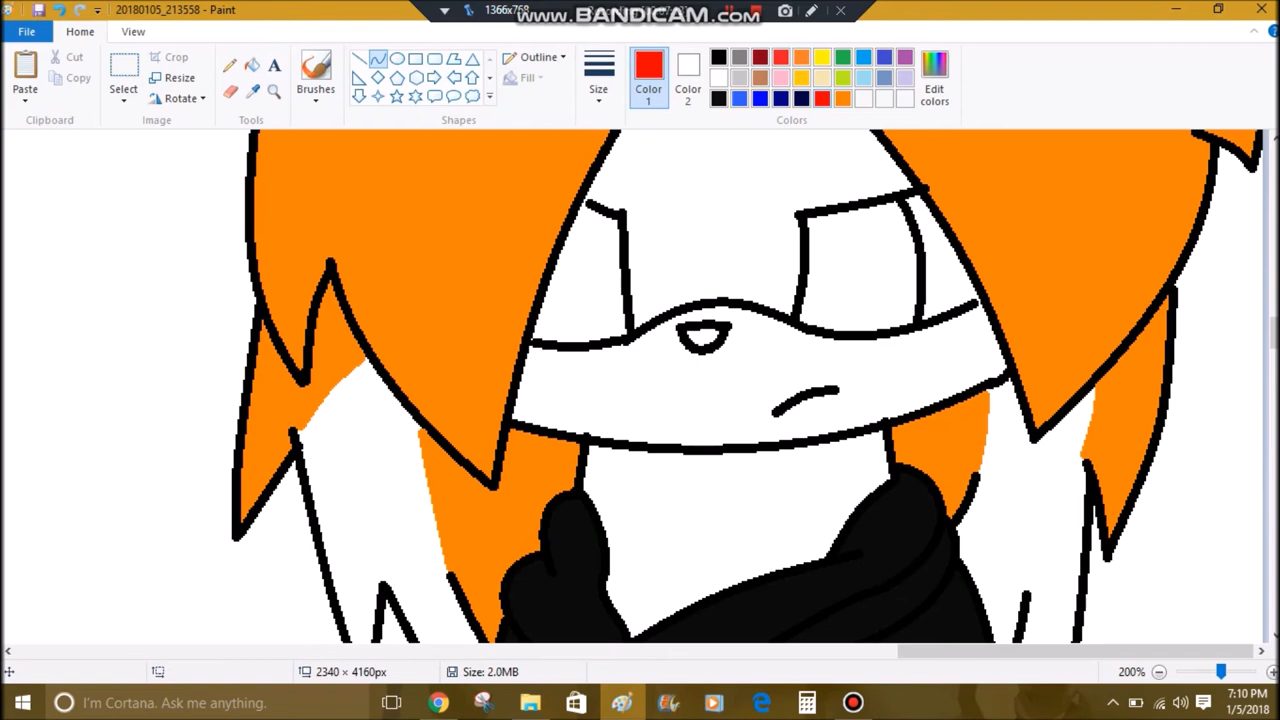 20180105_213558 - Paint
1366x768
www.BANDICAM.com
File
Home
View
Paste
Cut
Copy
Clipboard
Select
Crop
Resize
Rotate
Image
Tools
Brushes
Shapes
Outline
Fill
Size
Color
1
Color
2
Colors
Edit
colors
2340 × 4160px
Size: 2.0MB
200%
I'm Cortana. Ask me anything.
7:10 PM
1/5/2018